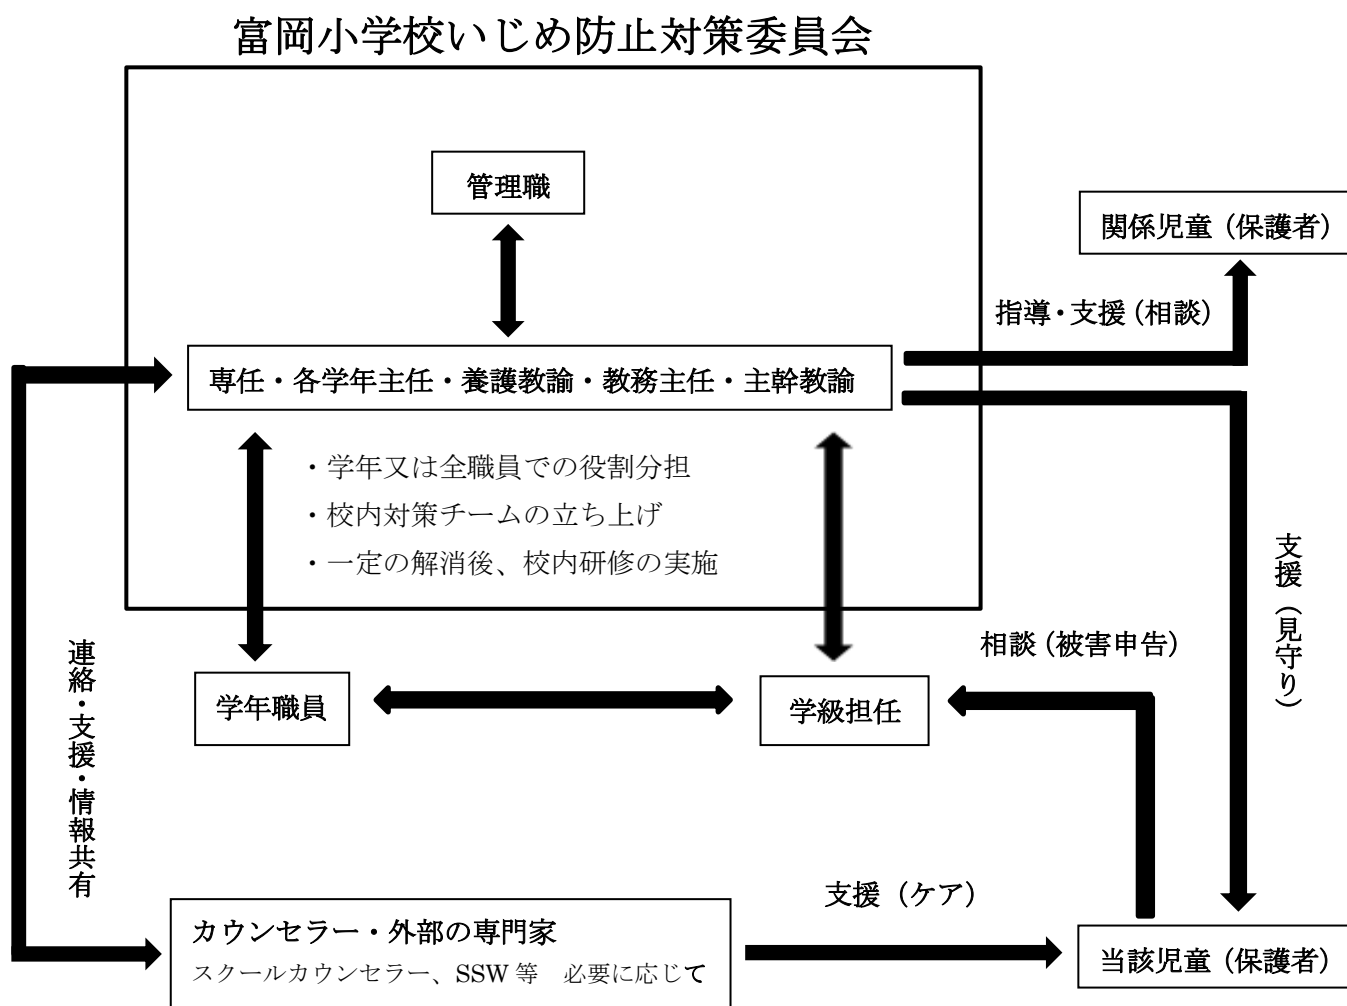 富岡小学校いじめ防止対策委員会
管理職
関係児童（保護者）
指導・支援（相談）
専任・各学年主任・養護教諭・教務主任・主幹教諭
・学年又は全職員での役割分担
・校内対策チームの立ち上げ
・一定の解消後、校内研修の実施
支援（見守り）
相談（被害申告）
連絡・支援・情報共有
学年職員
学級担任
支援（ケア）
カウンセラー・外部の専門家
スクールカウンセラー、SSW 等　必要に応じて
当該児童（保護者）